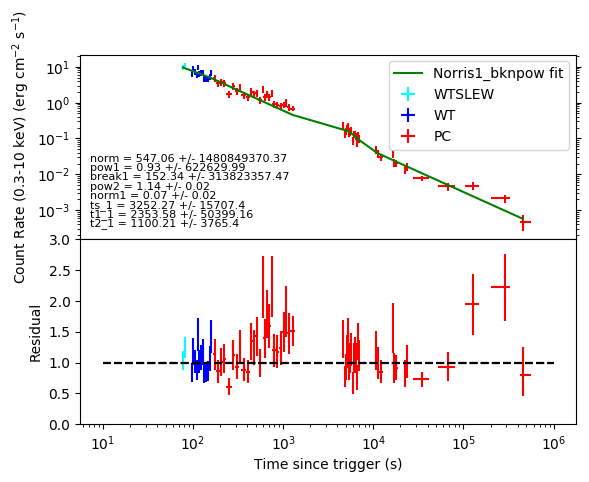 Norris1_bknpow fit
WTSLEW
WT
PC
norm = 547.06 +/- 1480849370.37
pow1 = 0.93 +/- 622629.99
break1 = 152.34 +/- 313823357.47
pow2 = 1.14 +/- 0.02
norm1 = 0.07 +/- 0.02
ts_1 = 3252.27 +/- 15707.4
t1_1 = 2353.58 +/- 50399.16
t2_1 = 1100.21 +/- 3765.4
Count Rate (0.3-10 keV) (erg cm⁻² s⁻¹)
10¹
10⁰
10⁻¹
10⁻²
10⁻³
Residual
3.0
2.5
2.0
1.5
1.0
0.5
0.0
10¹ 10² 10³ 10⁴ 10⁵ 10⁶
Time since trigger (s)